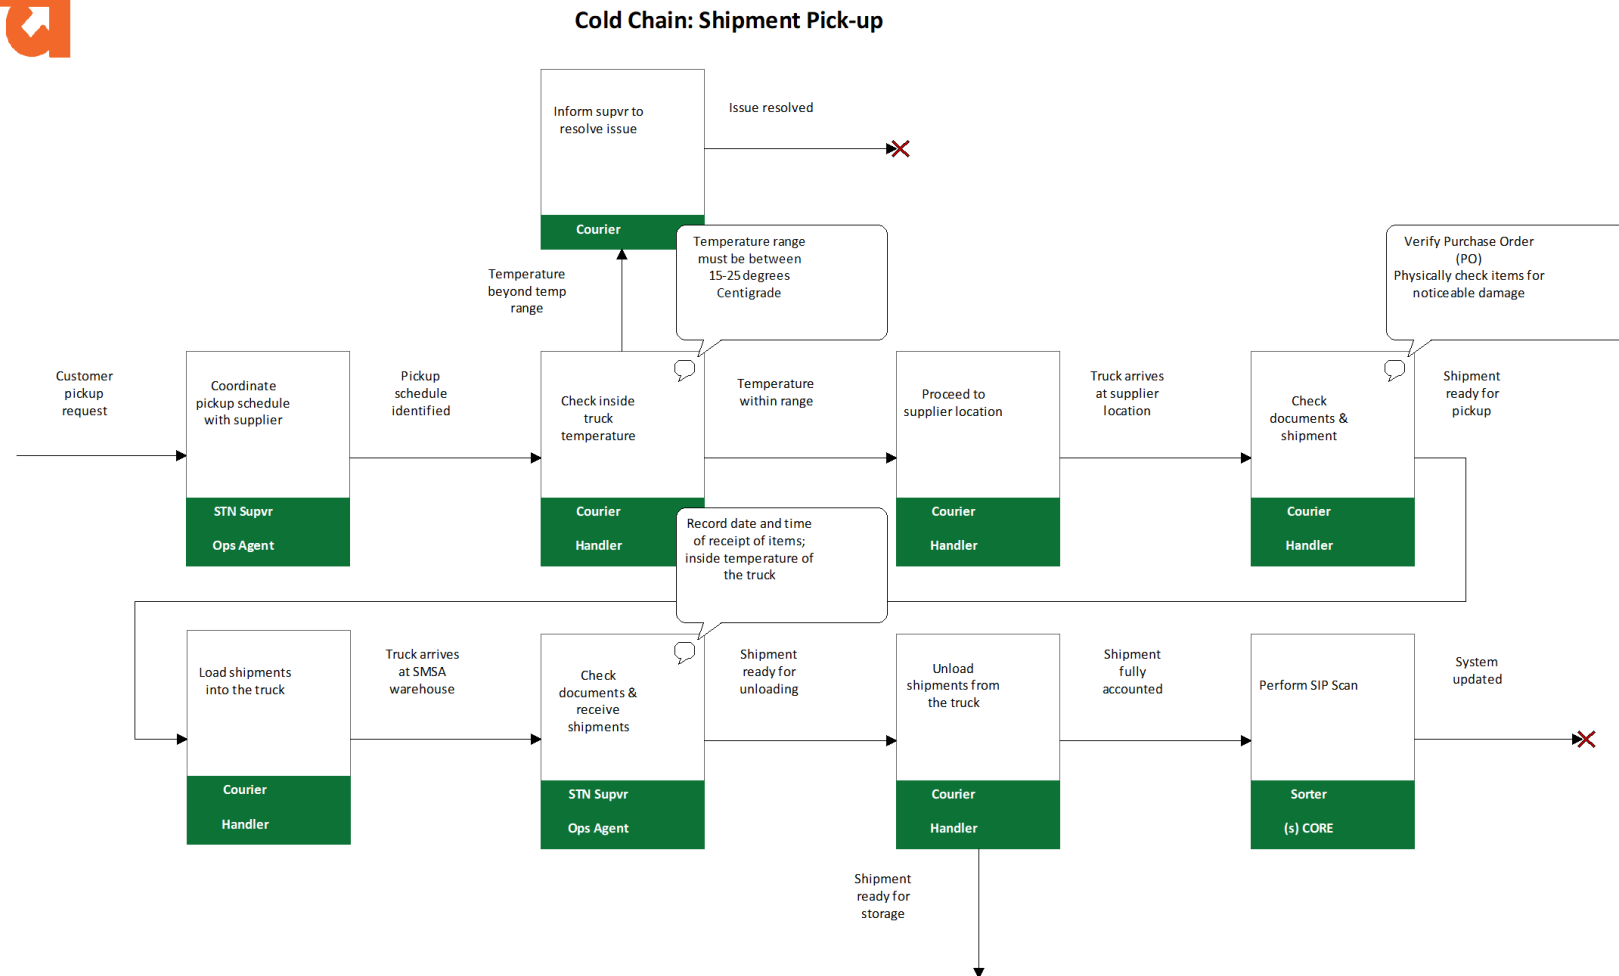 Cold Chain: Shipment Pick-up
Inform supvr to
resolve issue
Courier
Issue resolved
Temperature
beyond temp
range
Temperature range
must be between
15-25 degrees
Centigrade
Verify Purchase Order
(PO)
Physically check items for
noticeable damage
Customer
pickup
request
Coordinate
pickup schedule
with supplier
STN Supvr
Ops Agent
Pickup
schedule
identified
Check inside
truck
temperature
Courier
Handler
Temperature
within range
Proceed to
supplier location
Courier
Handler
Truck arrives
at supplier
location
Check
documents &
shipment
Courier
Handler
Shipment
ready for
pickup
Record date and time
of receipt of items;
inside temperature of
the truck
Load shipments
into the truck
Courier
Handler
Truck arrives
at SMSA
warehouse
Check
documents &
receive
shipments
STN Supvr
Ops Agent
Shipment
ready for
unloading
Unload
shipments from
the truck
Courier
Handler
Shipment
fully
accounted
Perform SIP Scan
Sorter
(s) CORE
System
updated
Shipment
ready for
storage